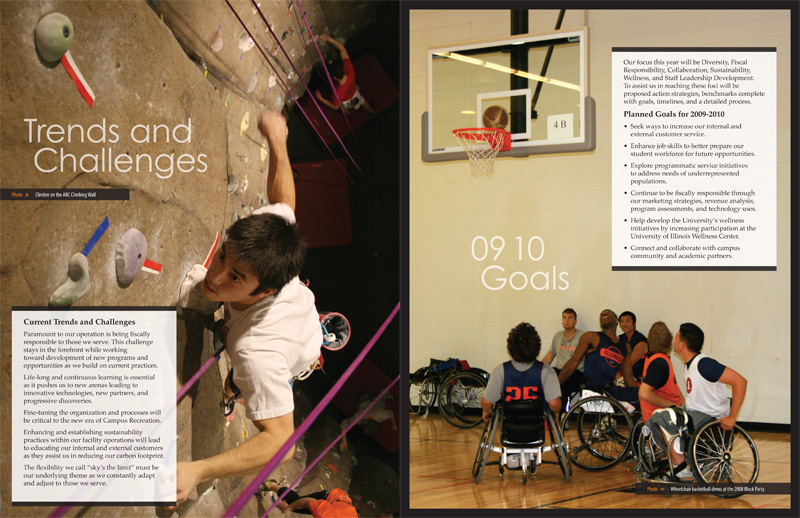 Trends and
Challenges
Photo » Climber on the ARC Climbing Wall
Current Trends and Challenges
Paramount to our operation is being fiscally
responsible to those we serve. This challenge
stays in the forefront while working
toward development of new programs and
opportunities as we build on current practices.
Life-long and continuous learning is essential
as it pushes us to new arenas leading to
innovative technologies, new partners, and
progressive discoveries.
Fine-tuning the organization and processes will
be critical to the new era of Campus Recreation.
Enhancing and establishing sustainability
practices within our facility operations will lead
to educating our internal and external customers
as they assist us in reducing our carbon footprint.
The flexibility we call “sky’s the limit” must be
our underlying theme as we constantly adapt
and adjust to those we serve.
4 B
Our focus this year will be Diversity, Fiscal
Responsibility, Collaboration, Sustainability,
Wellness, and Staff Leadership Development.
To assist us in reaching these foci will be
proposed action strategies, benchmarks complete
with goals, timelines, and a detailed process.
Planned Goals for 2009-2010
• Seek ways to increase our internal and
external customer service.
• Enhance job skills to better prepare our
student workforce for future opportunities.
• Explore programmatic service initiatives
to address needs of underrepresented
populations.
• Continue to be fiscally responsible through
our marketing strategies, revenue analysis,
program assessments, and technology uses.
• Help develop the University’s wellness
initiatives by increasing participation at the
University of Illinois Wellness Center.
• Connect and collaborate with campus
community and academic partners.
09 10
Goals
Photo » Wheelchair basketball demo at the 2008 Block Party